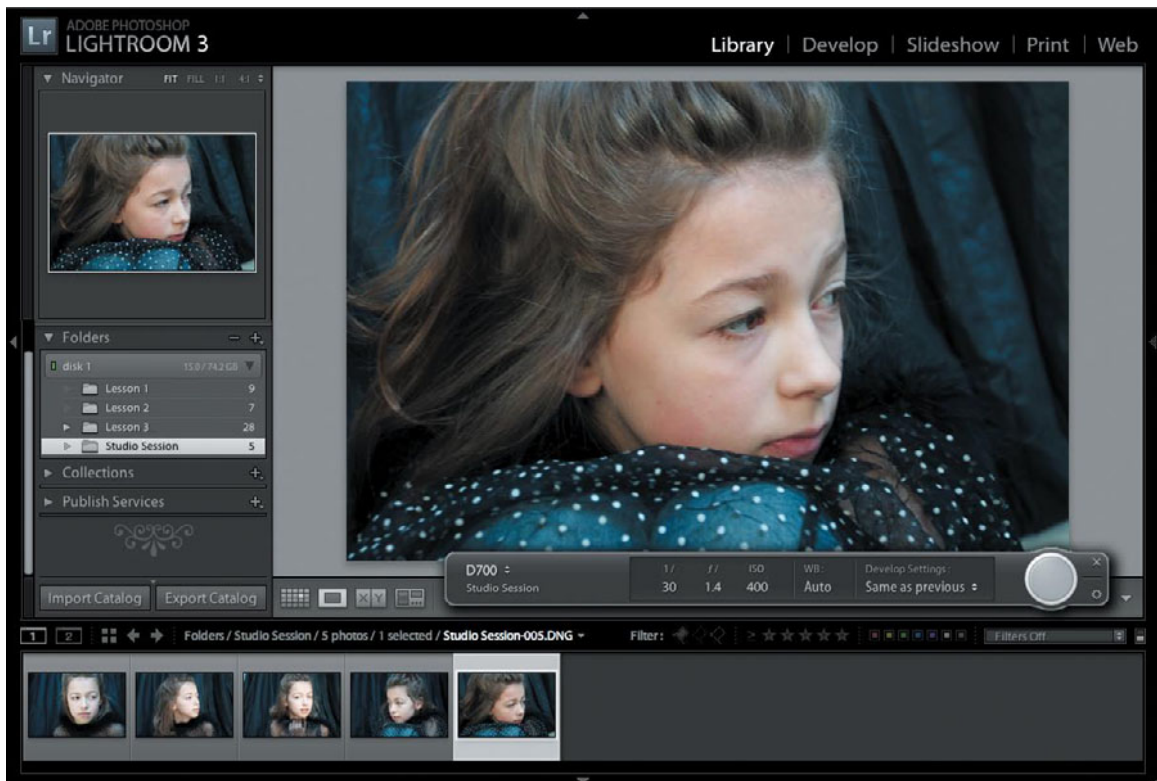 Lr
ADOBE PHOTOSHOP
LIGHTROOM 3
Library | Develop | Slideshow | Print | Web
Navigator FIT FILL 1:1 4:1
Folders
disk 1 15.0 / 74.2 GB
Lesson 1 9
Lesson 2 7
Lesson 3 28
Studio Session 5
Collections
Publish Services
Import Catalog Export Catalog
X Y
D700
Studio Session
1 / f / ISO WB : Develop Settings :
30 1.4 400 Auto Same as previous
1 2 Folders / Studio Session / 5 photos / 1 selected / Studio Session-005.DNG Filter : ≥ Filters Off